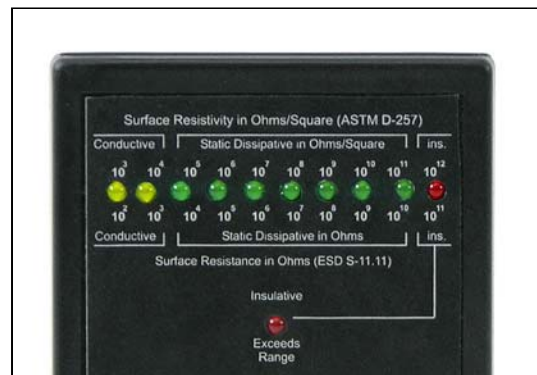 Surface Resistivity in Ohms/Square (ASTM D-257)
Conductive Static Dissipative in Ohms/Square ins.
10³ 10⁴ 10⁵ 10⁶ 10⁷ 10⁸ 10⁹ 10¹⁰ 10¹¹ 10¹²
10² 10³ 10⁴ 10⁵ 10⁶ 10⁷ 10⁸ 10⁹ 10¹⁰ 10¹¹
Conductive Static Dissipative in Ohms ins.
Surface Resistance in Ohms (ESD S-11.11)
Insulative
Exceeds
Range